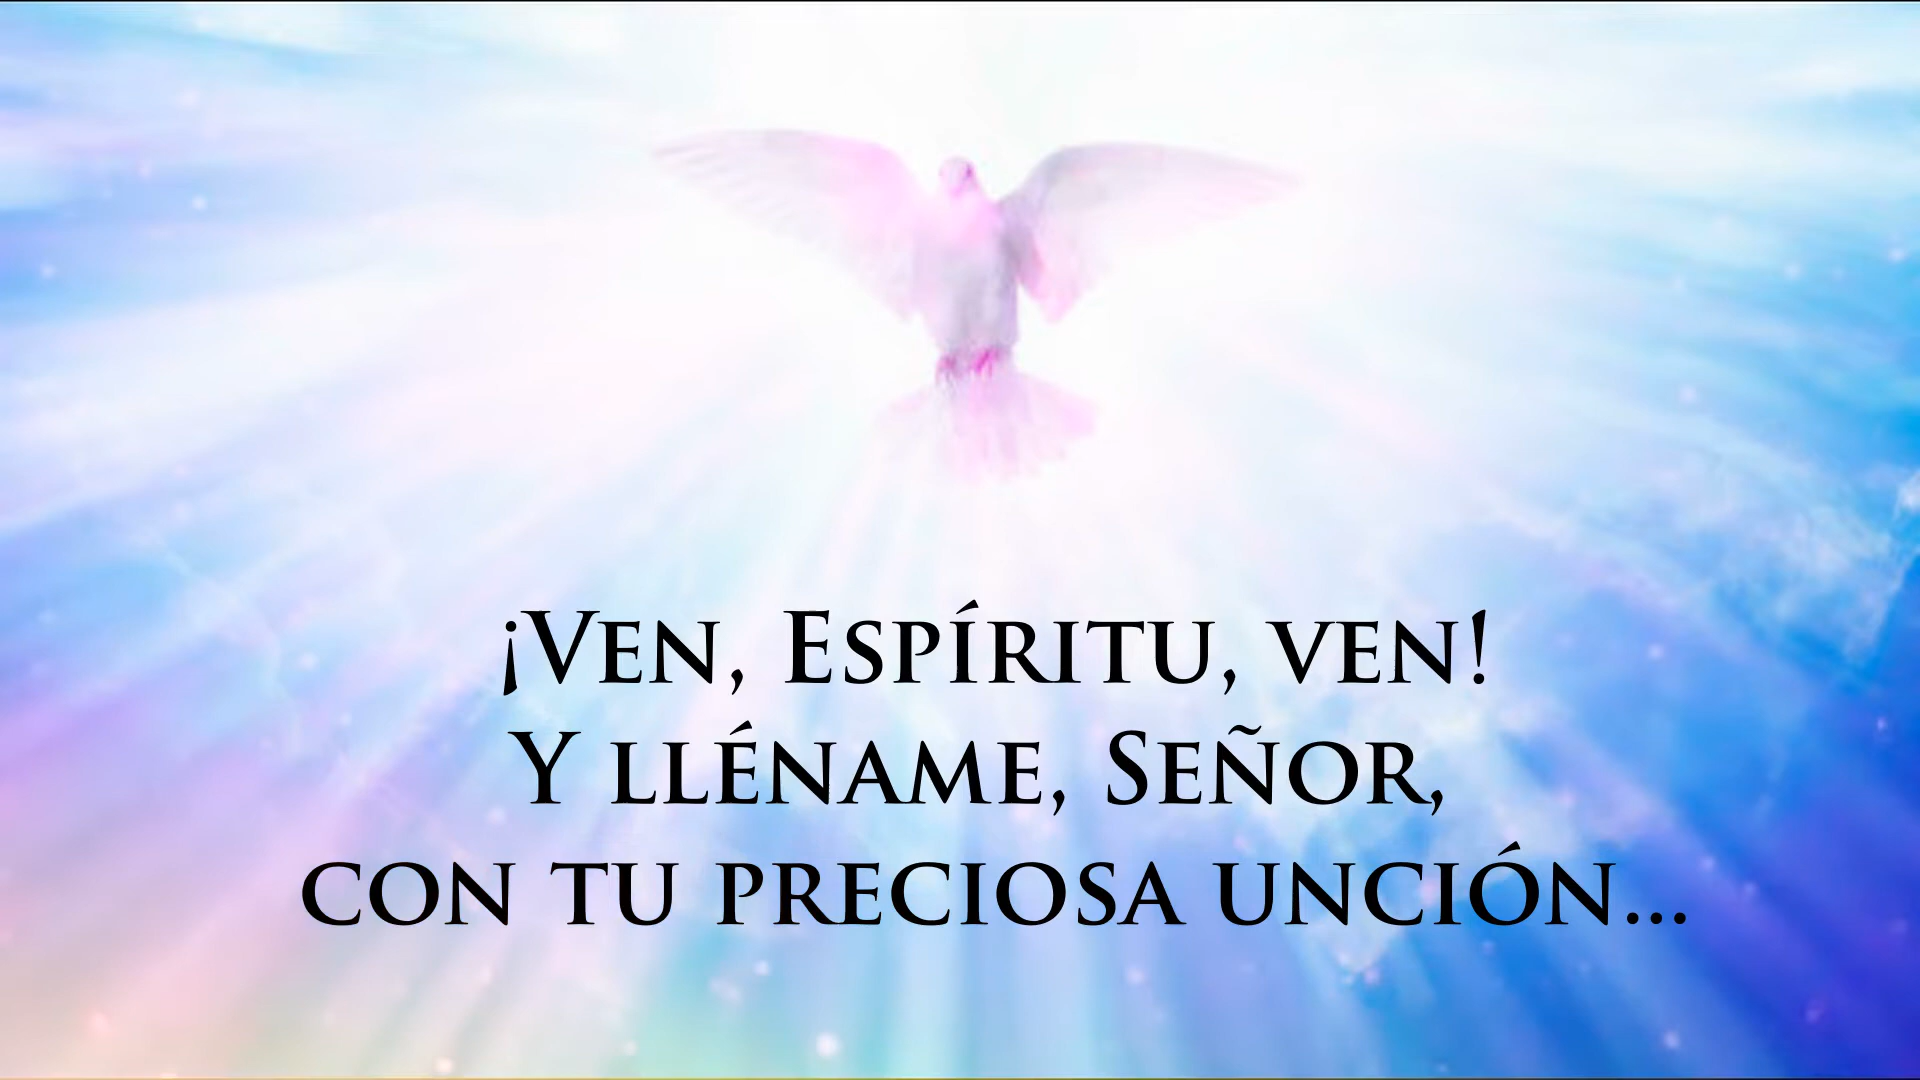 ¡Ven, Espíritu, ven!
Y lléname, Señor,
con tu preciosa unción...